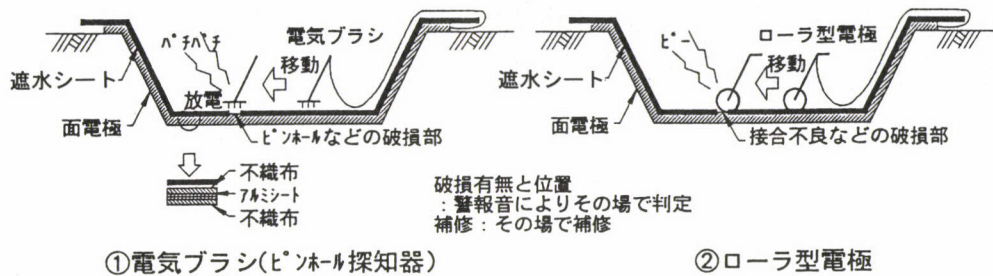 ﾊﾟﾁﾊﾟﾁ
電気ブラシ
移動
遮水シート
放電
面電極
ﾋﾟﾝﾎｰﾙなどの破損部
不織布
ｱﾙﾐｼｰﾄ
不織布
①電気ブラシ(ﾋﾟﾝﾎｰﾙ探知器)
ﾋﾟｰ
ローラ型電極
移動
遮水シート
面電極
接合不良などの破損部
破損有無と位置
：警報音によりその場で判定
補修：その場で補修
②ローラ型電極